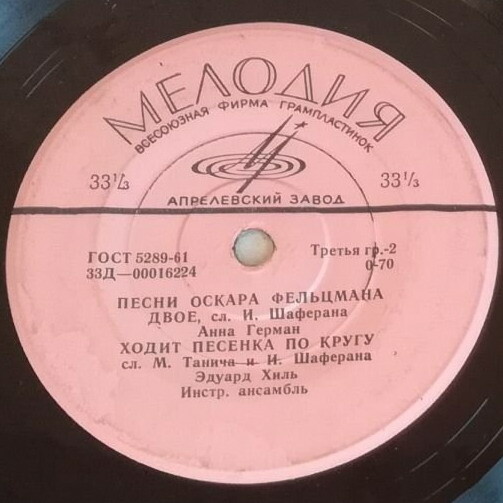 МЕЛОДИЯ
ВСЕСОЮЗНАЯ ФИРМА ГРАМПЛАСТИНОК
33⅓ 33⅓
АПРЕЛЕВСКИЙ ЗАВОД
ГОСТ 5289-61 Третья гр.-2
33Д—00016224 0-70
ПЕСНИ ОСКАРА ФЕЛЬЦМАНА
ДВОЕ, сл. И. Шаферана
Анна Герман
ХОДИТ ПЕСЕНКА ПО КРУГУ
сл. М. Танича и И. Шаферана
Эдуард Хиль
Инстр. ансамбль